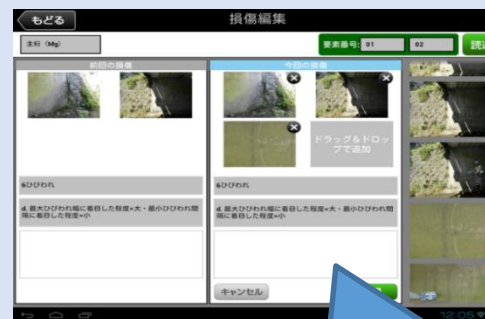 もどる
損傷編集
主桁（Mg）
要素番号: 01 02
前回の損傷
今回の損傷
ドラッグ＆ドロッ
プで追加
6ひびわれ
6ひびわれ
d. 最大ひびわれ幅に着目した程度=大・最小ひびわれ間
隔に着目した程度=小
d. 最大ひびわれ幅に着目した程度=大・最小ひびわれ間
隔に着目した程度=小
キャンセル
12:05